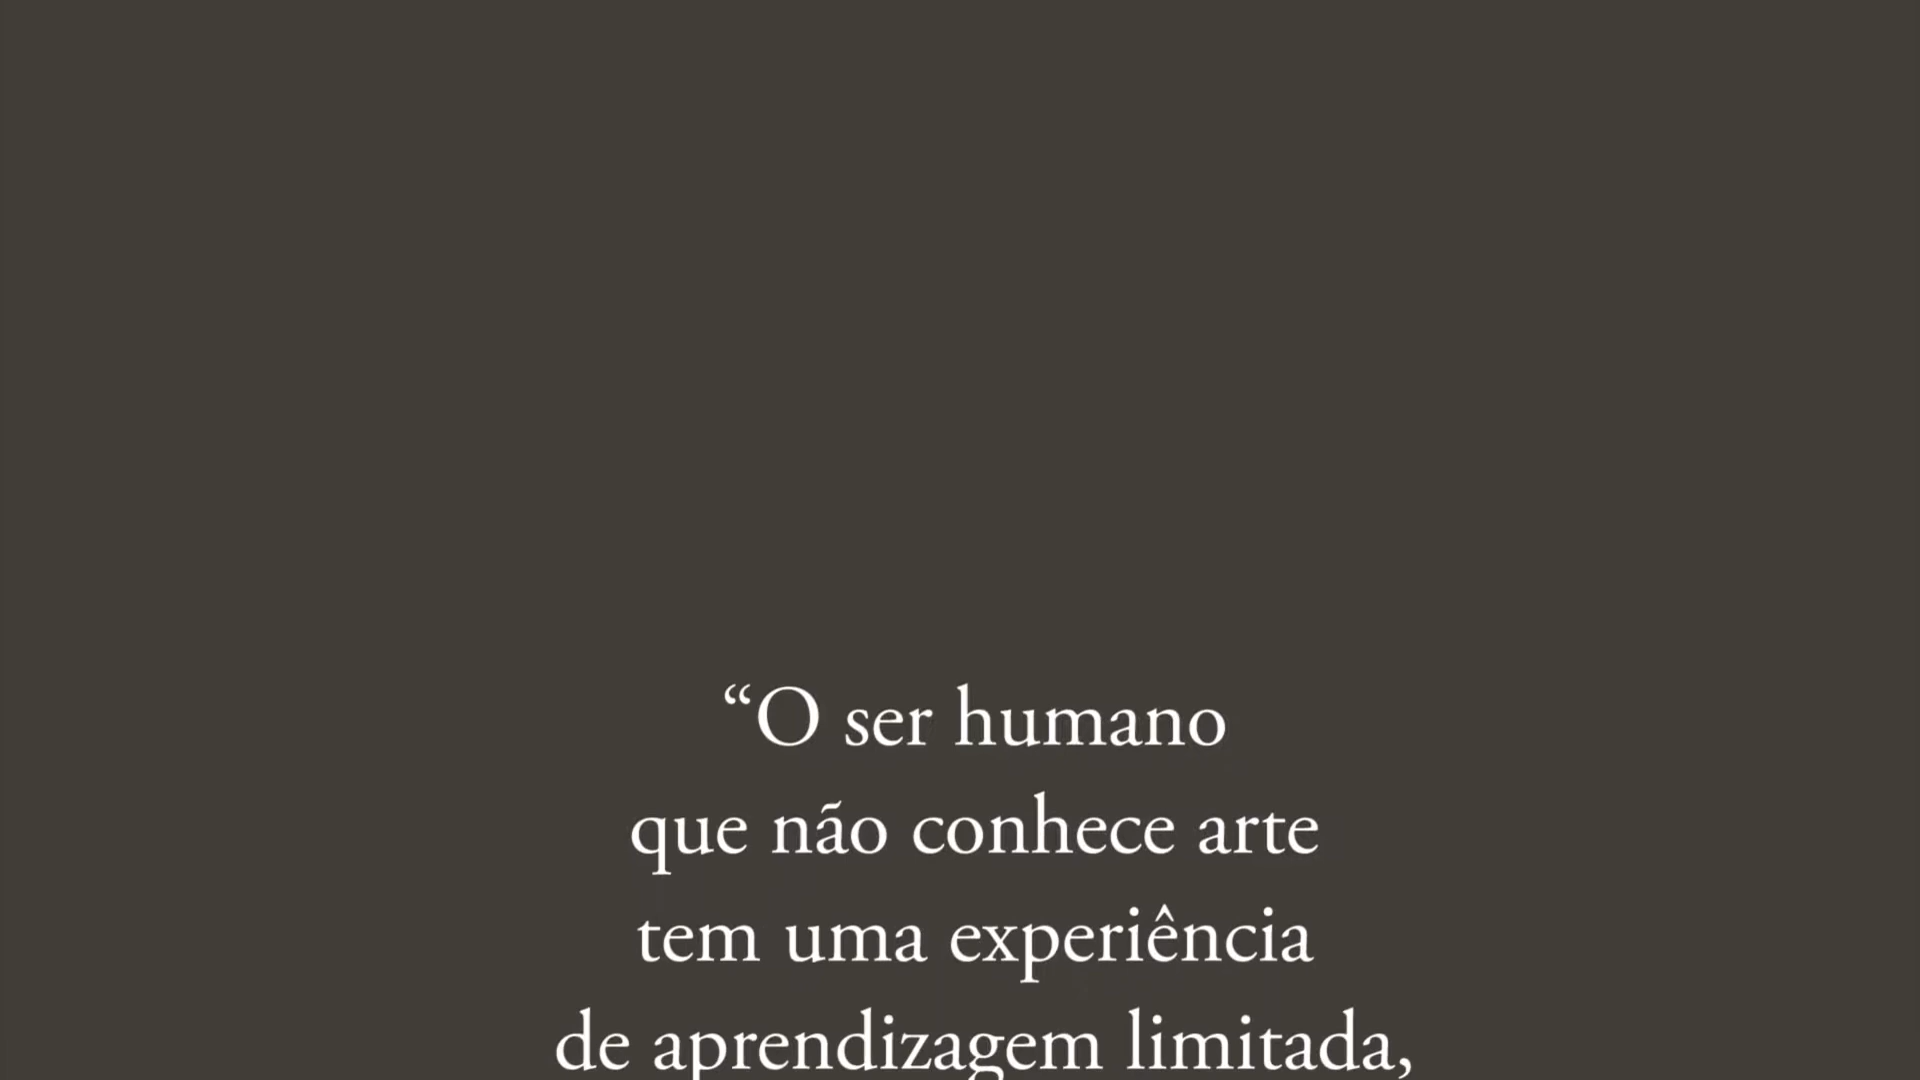 “O ser humano
que não conhece arte
tem uma experiência
de aprendizagem limitada,